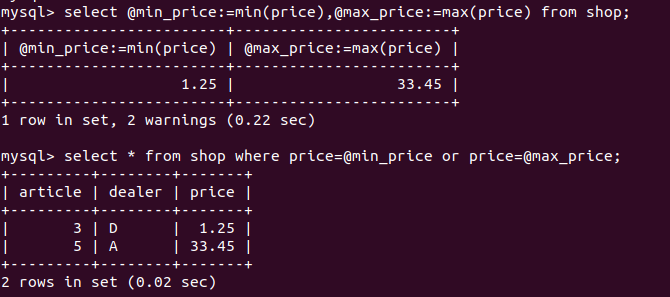 mysql> select @min_price:=min(price),@max_price:=max(price) from shop;
+------------------------+------------------------+
| @min_price:=min(price) | @max_price:=max(price) |
+------------------------+------------------------+
|                   1.25 |                  33.45 |
+------------------------+------------------------+
1 row in set, 2 warnings (0.22 sec)
mysql> select * from shop where price=@min_price or price=@max_price;
+---------+--------+-------+
| article | dealer | price |
+---------+--------+-------+
|       3 | D      |  1.25 |
|       5 | A      | 33.45 |
+---------+--------+-------+
2 rows in set (0.02 sec)